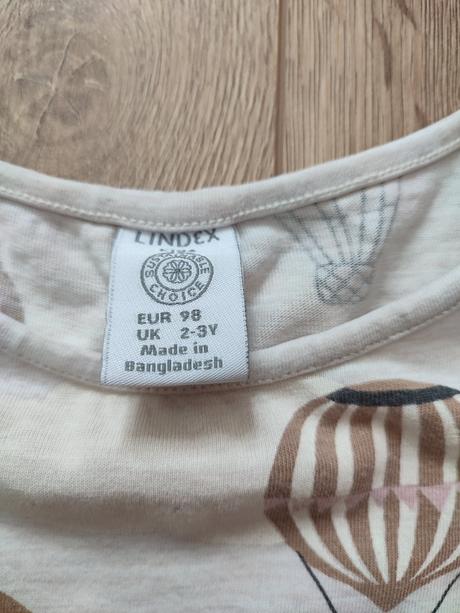 LINDEX
SUSTAINABLE
CHOICE
EUR 98
UK 2-3Y
Made in
Bangladesh